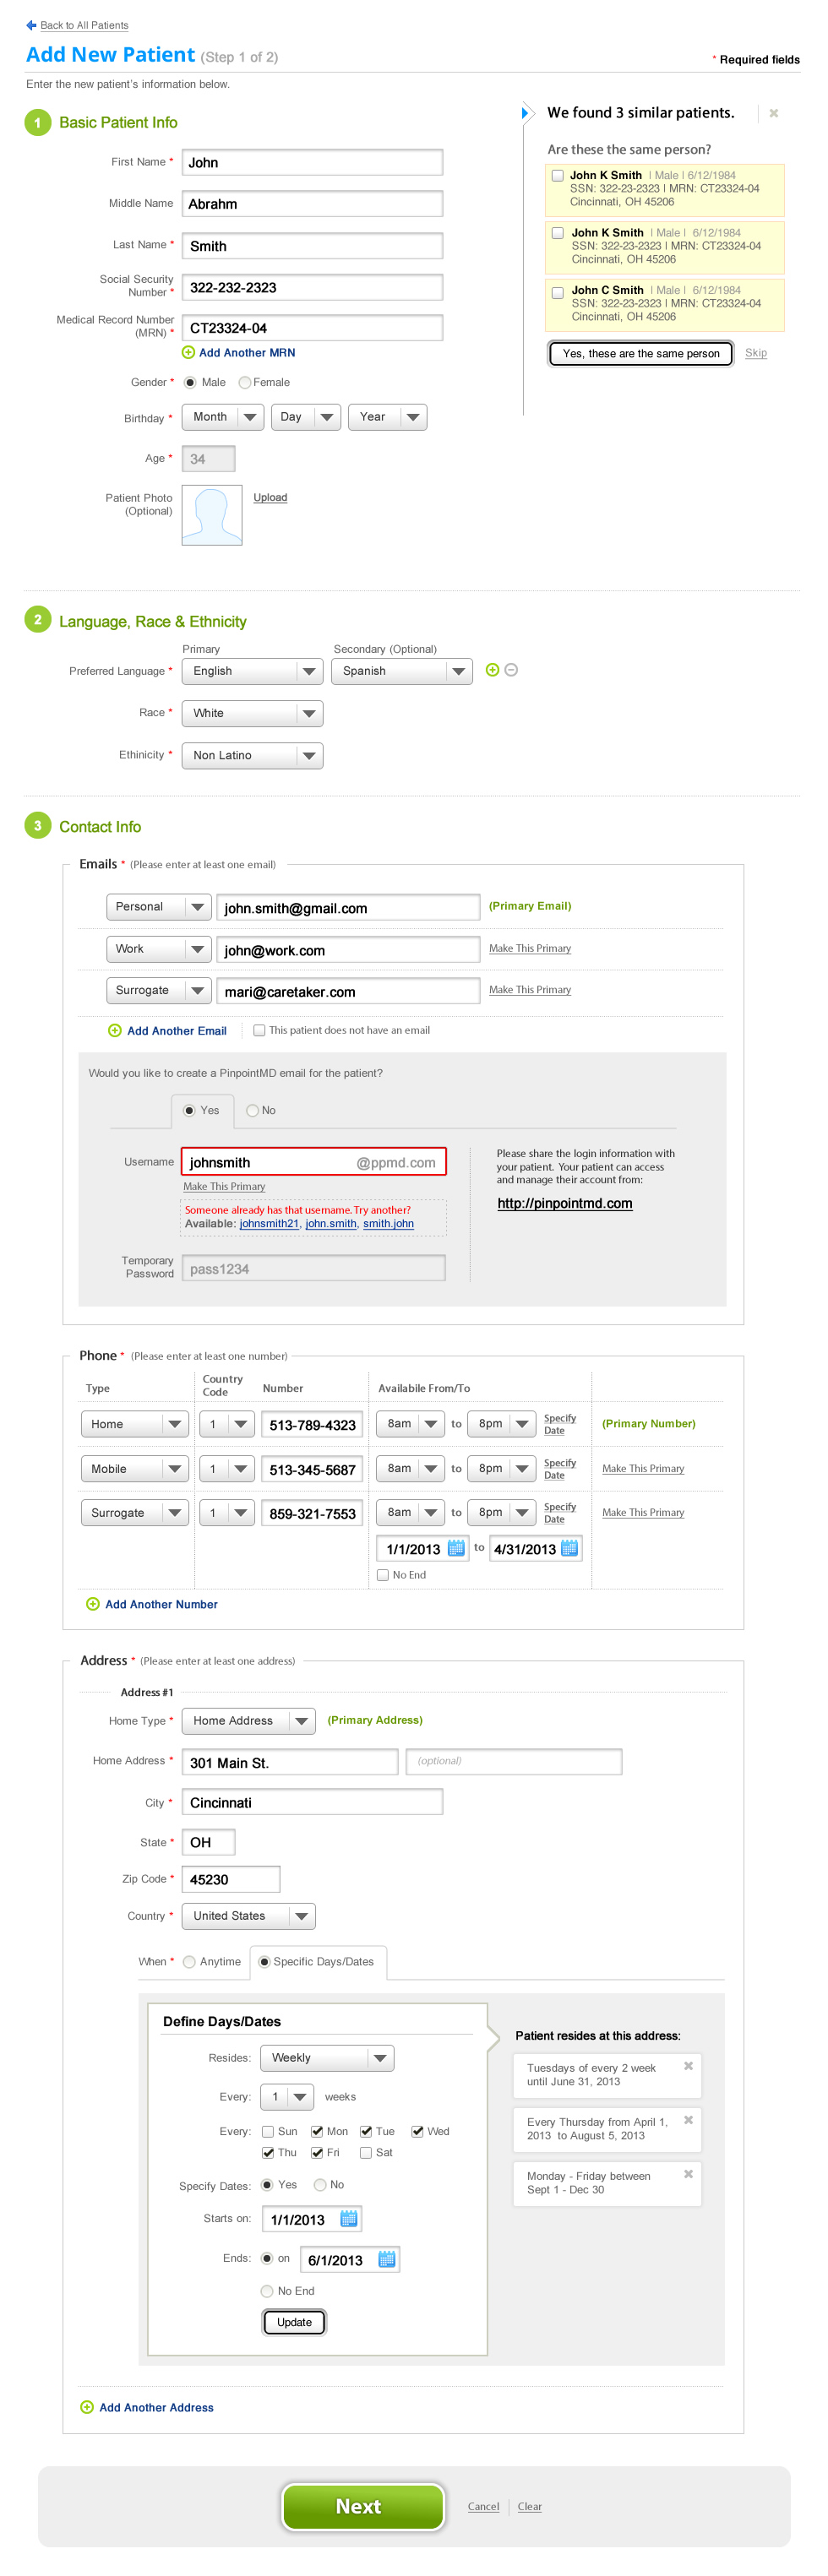 Back to All Patients
Add New Patient (Step 1 of 2)
* Required fields
Enter the new patient's information below.
1 Basic Patient Info
First Name * John
Middle Name Abrahm
Last Name * Smith
Social Security
Number * 322-232-2323
Medical Record Number
(MRN) * CT23324-04
Add Another MRN
Gender * Male Female
Birthday * Month Day Year
Age * 34
Patient Photo
(Optional)
Upload
We found 3 similar patients.
Are these the same person?
John K Smith | Male | 6/12/1984
SSN: 322-23-2323 | MRN: CT23324-04
Cincinnati, OH 45206
John K Smith | Male | 6/12/1984
SSN: 322-23-2323 | MRN: CT23324-04
Cincinnati, OH 45206
John C Smith | Male | 6/12/1984
SSN: 322-23-2323 | MRN: CT23324-04
Cincinnati, OH 45206
Yes, these are the same person Skip
2 Language, Race & Ethnicity
Primary Secondary (Optional)
Preferred Language * English Spanish
Race * White
Ethinicity * Non Latino
3 Contact Info
Emails * (Please enter at least one email)
Personal john.smith@gmail.com (Primary Email)
Work john@work.com Make This Primary
Surrogate mari@caretaker.com Make This Primary
Add Another Email This patient does not have an email
Would you like to create a PinpointMD email for the patient?
Yes No
Username johnsmith @ppmd.com
Make This Primary
Someone already has that username. Try another?
Available: johnsmith21, john.smith, smith.john
Temporary
Password pass1234
Please share the login information with
your patient. Your patient can access
and manage their account from:
http://pinpointmd.com
Phone * (Please enter at least one number)
Type Country
Code Number Availabile From/To
Home 1 513-789-4323 8am to 8pm Specify
Date (Primary Number)
Mobile 1 513-345-5687 8am to 8pm Specify
Date Make This Primary
Surrogate 1 859-321-7553 8am to 8pm Specify
Date Make This Primary
1/1/2013 to 4/31/2013
No End
Add Another Number
Address * (Please enter at least one address)
Address #1
Home Type * Home Address (Primary Address)
Home Address * 301 Main St. (optional)
City * Cincinnati
State * OH
Zip Code * 45230
Country * United States
When * Anytime Specific Days/Dates
Define Days/Dates
Resides: Weekly
Every: 1 weeks
Every: Sun Mon Tue Wed
Thu Fri Sat
Specify Dates: Yes No
Starts on: 1/1/2013
Ends: on 6/1/2013
No End
Update
Patient resides at this address:
Tuesdays of every 2 week
until June 31, 2013
Every Thursday from April 1,
2013 to August 5, 2013
Monday - Friday between
Sept 1 - Dec 30
Add Another Address
Next Cancel Clear